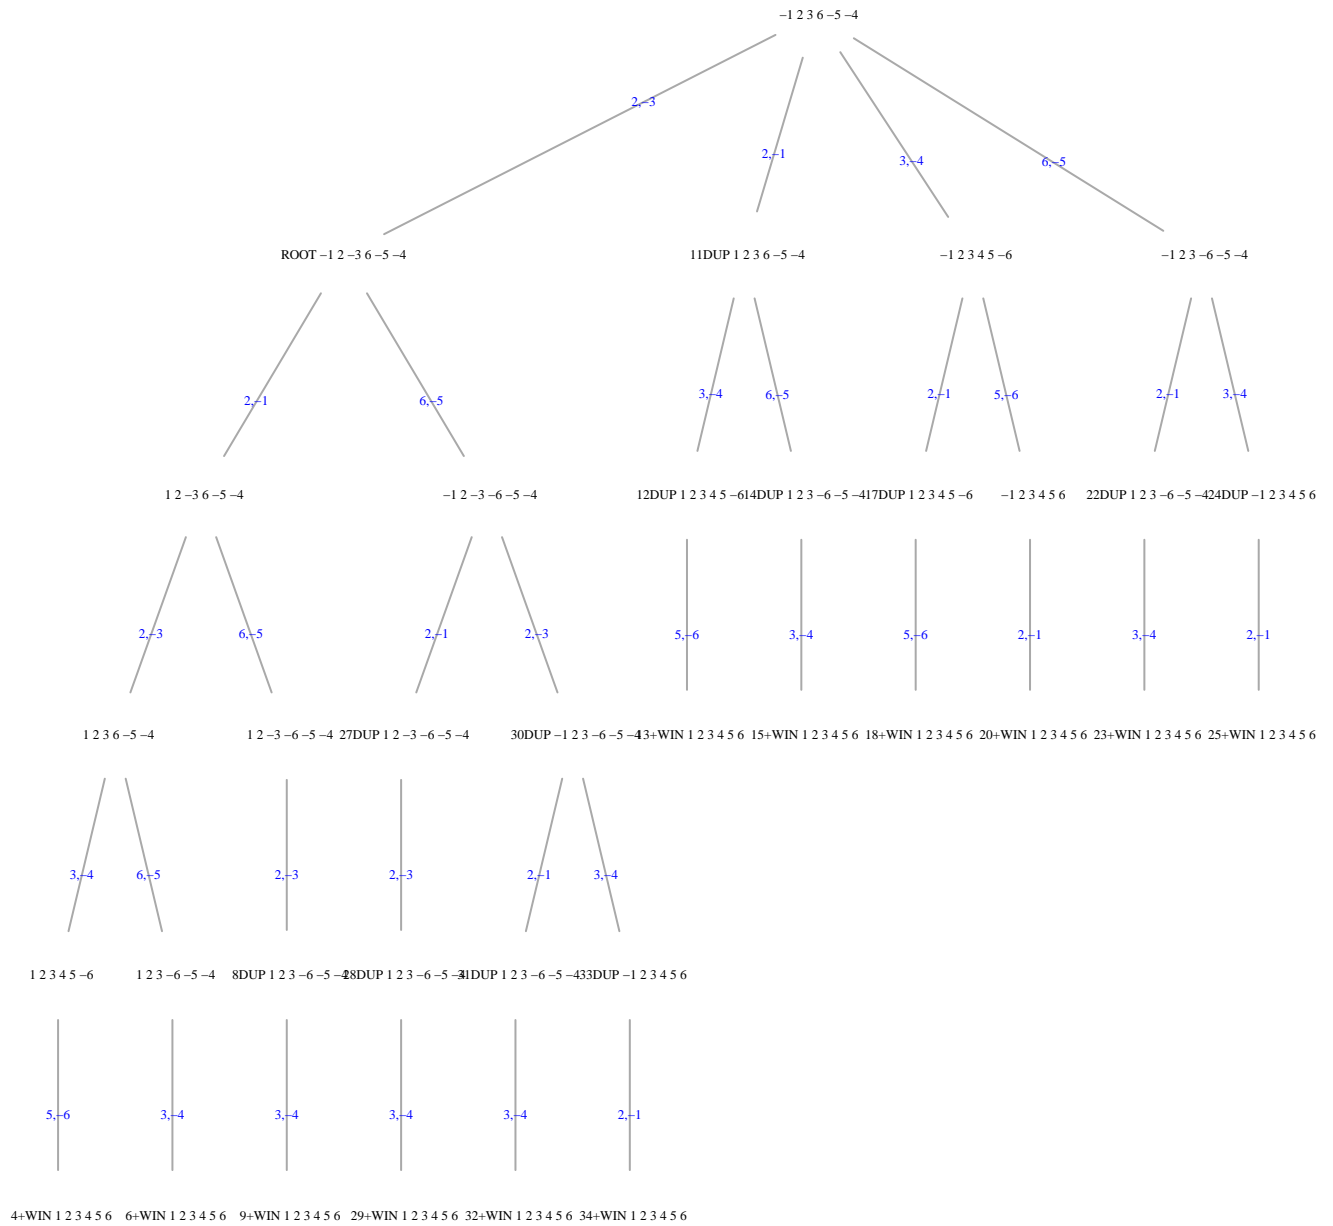 −1 2 3 6 −5 −4
2,−3
2,−1
3,−4
6,−5
ROOT −1 2 −3 6 −5 −4
11DUP 1 2 3 6 −5 −4
−1 2 3 4 5 −6
−1 2 3 −6 −5 −4
2,−1
6,−5
3,−4
6,−5
2,−1
5,−6
2,−1
3,−4
1 2 −3 6 −5 −4
−1 2 −3 −6 −5 −4
12DUP 1 2 3 4 5 −6
14DUP 1 2 3 −6 −5 −4
17DUP 1 2 3 4 5 −6
−1 2 3 4 5 6
22DUP 1 2 3 −6 −5 −4
24DUP −1 2 3 4 5 6
2,−3
6,−5
2,−1
2,−3
5,−6
3,−4
5,−6
2,−1
3,−4
2,−1
1 2 3 6 −5 −4
1 2 −3 −6 −5 −4
27DUP 1 2 −3 −6 −5 −4
30DUP −1 2 3 −6 −5 −4
13+WIN 1 2 3 4 5 6
15+WIN 1 2 3 4 5 6
18+WIN 1 2 3 4 5 6
20+WIN 1 2 3 4 5 6
23+WIN 1 2 3 4 5 6
25+WIN 1 2 3 4 5 6
3,−4
6,−5
2,−3
2,−3
2,−1
3,−4
1 2 3 4 5 −6
1 2 3 −6 −5 −4
8DUP 1 2 3 −6 −5 −4
28DUP 1 2 3 −6 −5 −4
31DUP 1 2 3 −6 −5 −4
33DUP −1 2 3 4 5 6
5,−6
3,−4
3,−4
3,−4
3,−4
2,−1
4+WIN 1 2 3 4 5 6
6+WIN 1 2 3 4 5 6
9+WIN 1 2 3 4 5 6
29+WIN 1 2 3 4 5 6
32+WIN 1 2 3 4 5 6
34+WIN 1 2 3 4 5 6